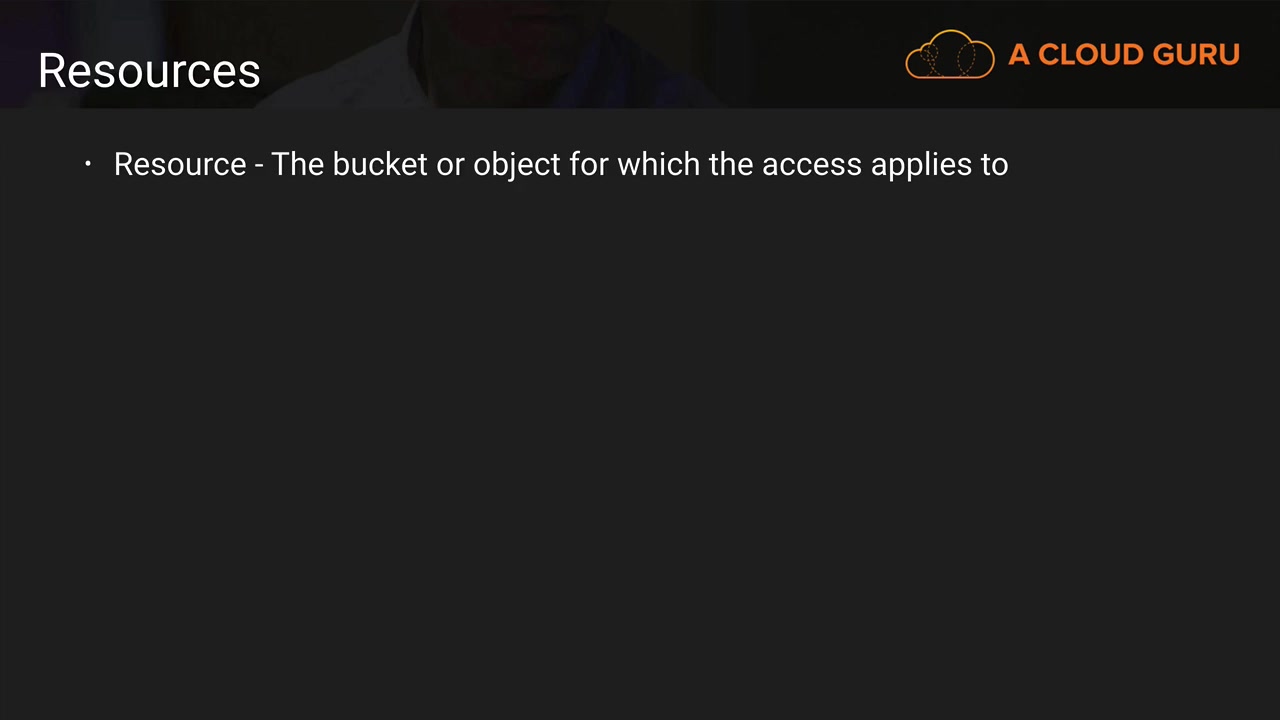 Resources
A CLOUD GURU
· Resource - The bucket or object for which the access applies to